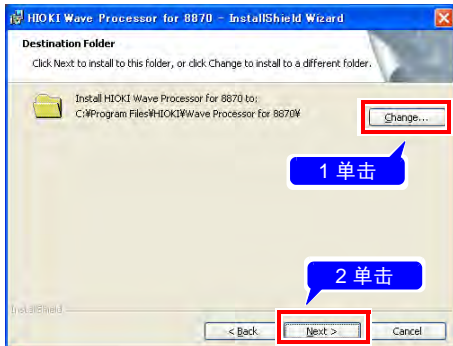 HIOKI Wave Processor for 8870 - InstallShield Wizard
Destination Folder
Click Next to install to this folder, or click Change to install to a different folder.
Install HIOKI Wave Processor for 8870 to:
C:¥Program Files¥HIOKI¥Wave Processor for 8870¥
Change...
1 单击
2 单击
InstallShield
< Back
Next >
Cancel